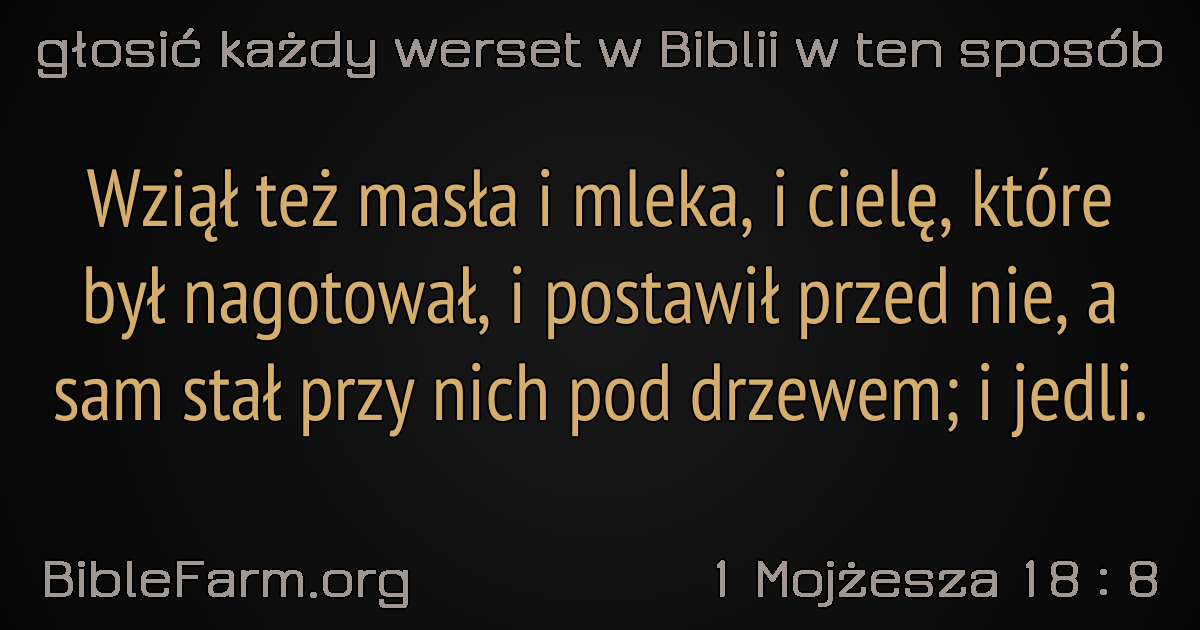 głosić każdy werset w Biblii w ten sposób
Wziął też masła i mleka, i cielę, które
był nagotował, i postawił przed nie, a
sam stał przy nich pod drzewem; i jedli.
BibleFarm.org
1 Mojżesza 18 : 8